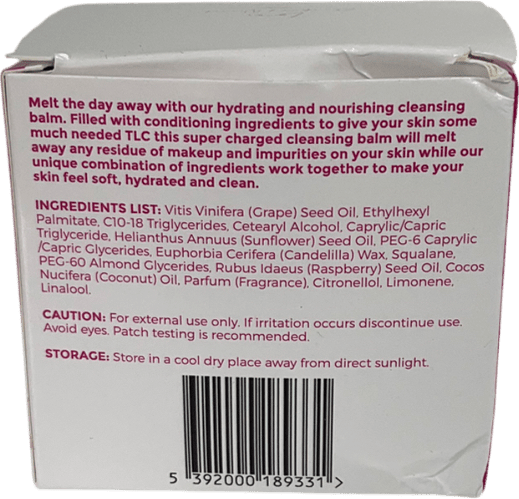 Melt the day away with our hydrating and nourishing cleansing
balm. Filled with conditioning ingredients to give your skin some
much needed TLC this super charged cleansing balm will melt
away any residue of makeup and impurities on your skin while our
unique combination of ingredients work together to make your
skin feel soft, hydrated and clean.
INGREDIENTS LIST: Vitis Vinifera (Grape) Seed Oil, Ethylhexyl
Palmitate, C10-18 Triglycerides, Cetearyl Alcohol, Caprylic/Capric
Triglyceride, Helianthus Annuus (Sunflower) Seed Oil, PEG-6 Caprylic
/Capric Glycerides, Euphorbia Cerifera (Candelilla) Wax, Squalane,
PEG-60 Almond Glycerides, Rubus Idaeus (Raspberry) Seed Oil, Cocos
Nucifera (Coconut) Oil, Parfum (Fragrance), Citronellol, Limonene,
Linalool.
CAUTION: For external use only. If irritation occurs discontinue use.
Avoid eyes. Patch testing is recommended.
STORAGE: Store in a cool dry place away from direct sunlight.
5 392000 189331 >